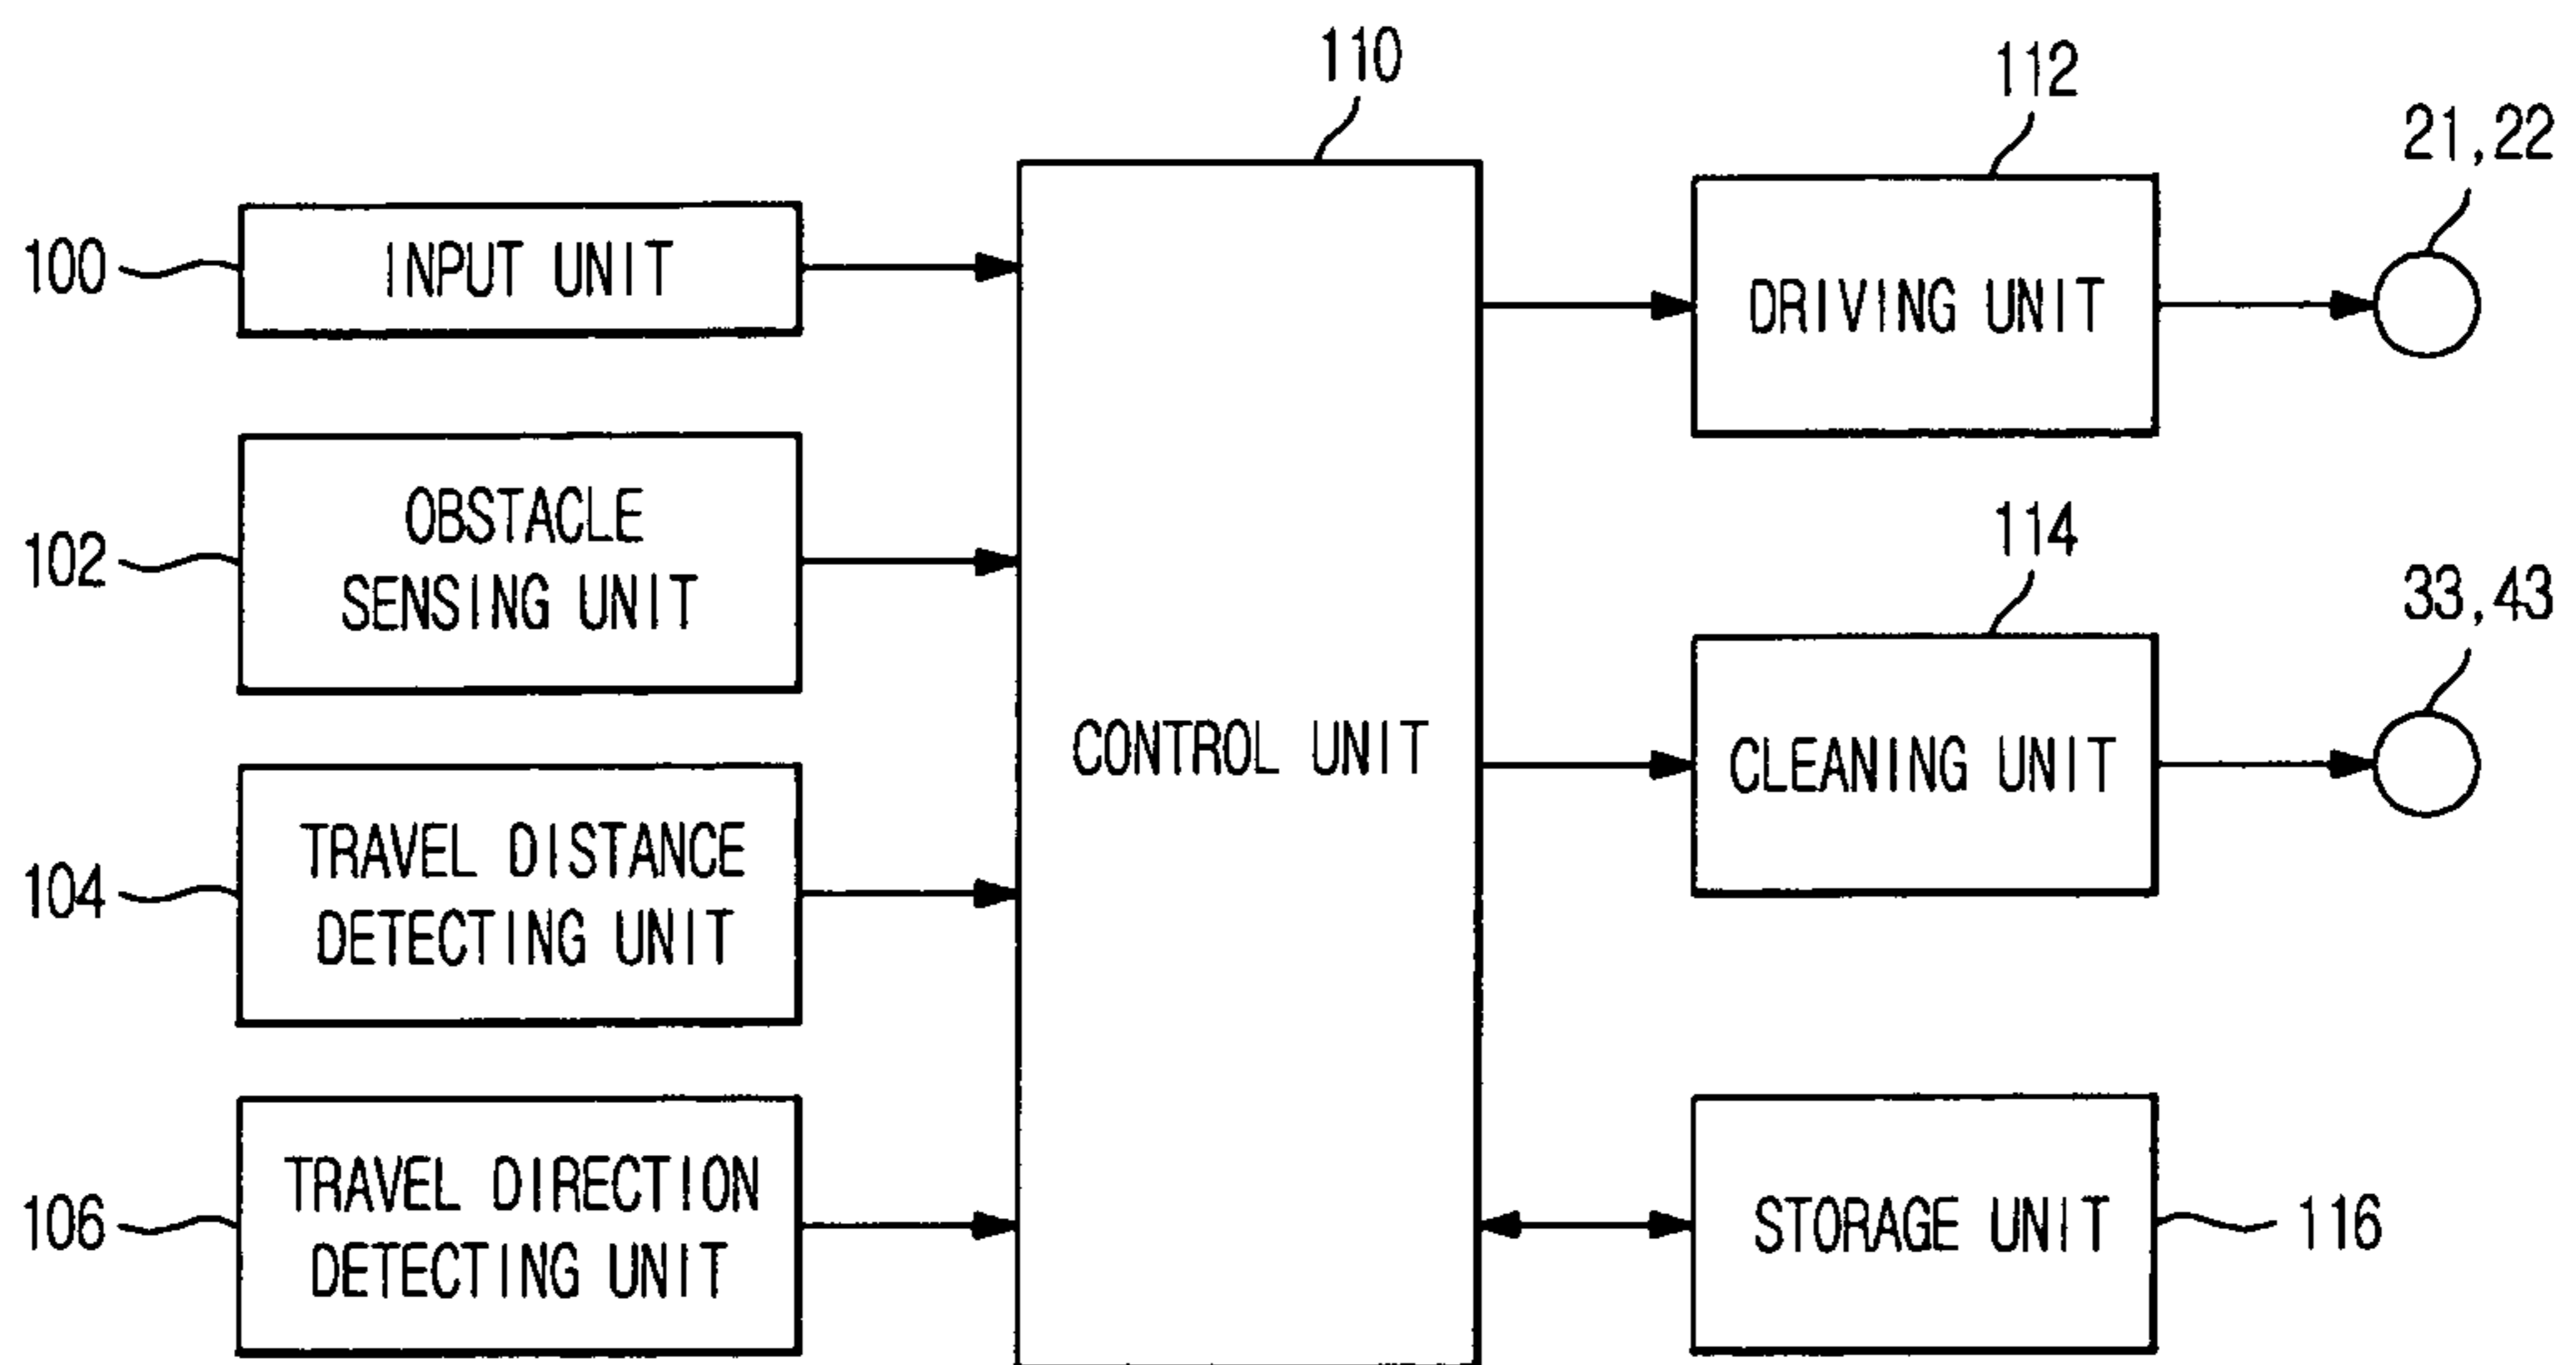 110
112
21,22
100
INPUT UNIT
DRIVING UNIT
102
OBSTACLE
SENSING UNIT
114
33,43
CONTROL UNIT
CLEANING UNIT
104
TRAVEL DISTANCE
DETECTING UNIT
106
TRAVEL DIRECTION
DETECTING UNIT
STORAGE UNIT
116